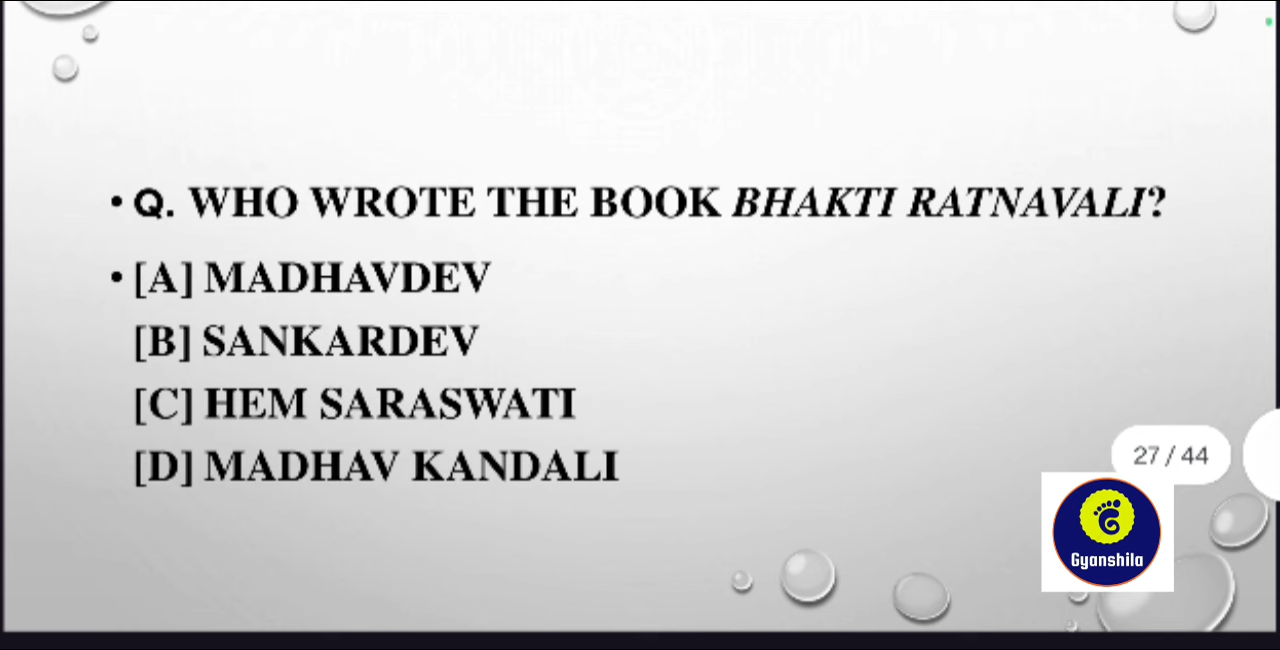 • Q. WHO WROTE THE BOOK BHAKTI RATNAVALI?
• [A] MADHAVDEV
[B] SANKARDEV
[C] HEM SARASWATI
[D] MADHAV KANDALI
27 / 44
Gyanshila